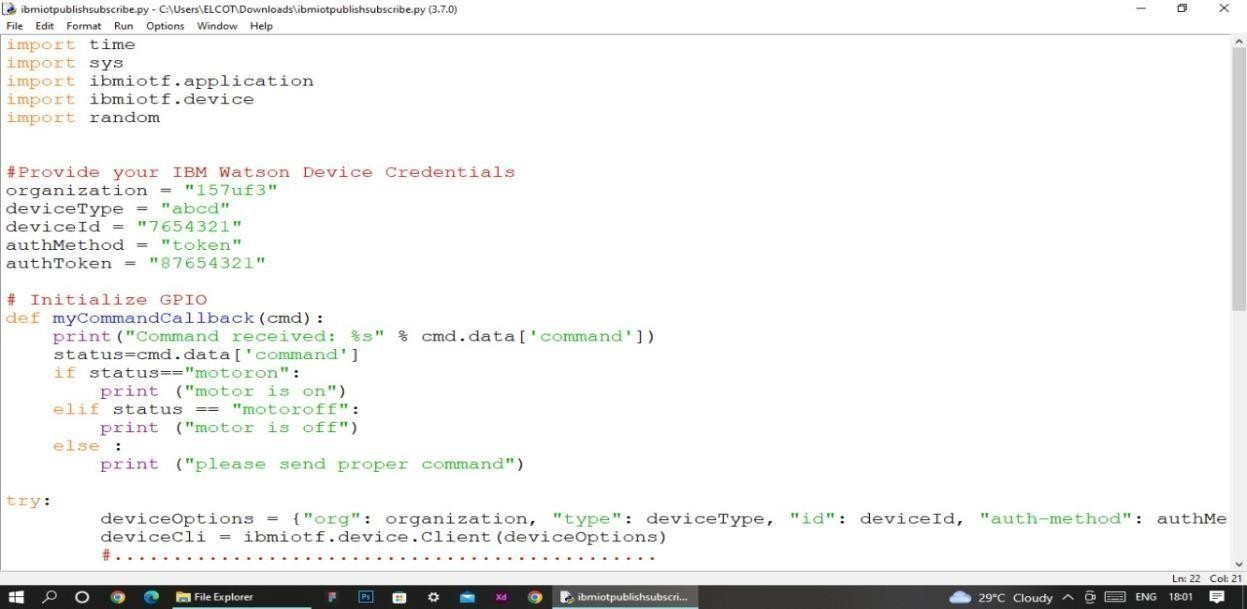 ibmiotpublishsubscribe.py - C:\Users\ELCOT\Downloads\ibmiotpublishsubscribe.py (3.7.0)
File Edit Format Run Options Window Help
import time
import sys
import ibmiotf.application
import ibmiotf.device
import random
#Provide your IBM Watson Device Credentials
organization = "157uf3"
deviceType = "abcd"
deviceId = "7654321"
authMethod = "token"
authToken = "87654321"
# Initialize GPIO
def myCommandCallback(cmd):
    print("Command received: %s" % cmd.data['command'])
    status=cmd.data['command']
    if status=="motoron":
        print ("motor is on")
    elif status == "motoroff":
        print ("motor is off")
    else :
        print ("please send proper command")
try:
        deviceOptions = {"org": organization, "type": deviceType, "id": deviceId, "auth-method": authMe
        deviceCli = ibmiotf.device.Client(deviceOptions)
        #..............................................
Ln: 22 Col: 21
File Explorer
Ps
Xd
ibmiotpublishsubscri...
29°C Cloudy
ENG
18:01